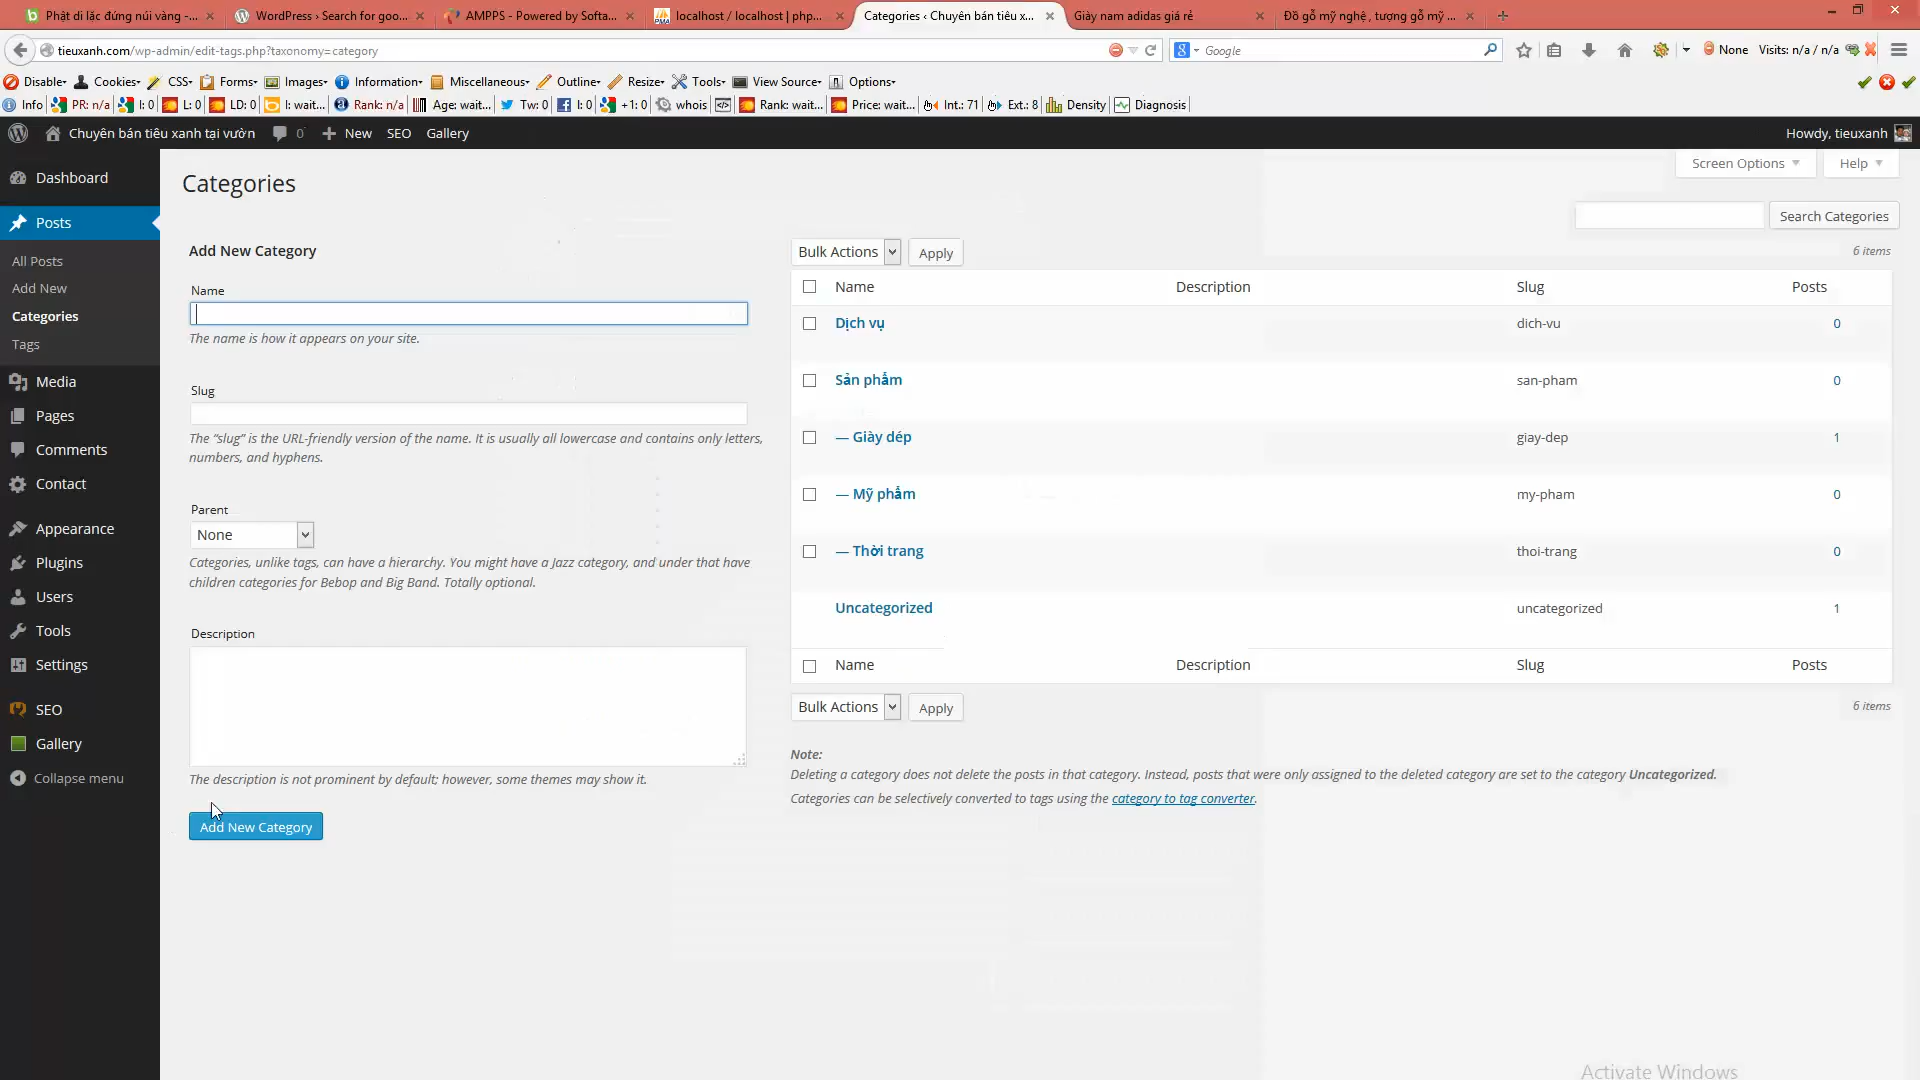 Phật di lặc đứng núi vàng -...
WordPress › Search for goo...
AMPPS - Powered by Softa...
localhost / localhost | php...
Categories ‹ Chuyên bán tiêu x...
Giày nam adidas giá rẻ
Đồ gỗ mỹ nghệ , tượng gỗ mỹ ...
tieuxanh.com/wp-admin/edit-tags.php?taxonomy=category
Google
None
Visits: n/a / n/a
Disable
Cookies
CSS
Forms
Images
Information
Miscellaneous
Outline
Resize
Tools
View Source
Options
Info
PR: n/a
I: 0
L: 0
LD: 0
I: wait...
Rank: n/a
Age: wait...
Tw: 0
I: 0
+1: 0
whois
Rank: wait...
Price: wait...
Int.: 71
Ext.: 8
Density
Diagnosis
Chuyên bán tiêu xanh tại vườn
0
New
SEO
Gallery
Howdy, tieuxanh
Screen Options
Help
Dashboard
Posts
All Posts
Add New
Categories
Tags
Media
Pages
Comments
Contact
Appearance
Plugins
Users
Tools
Settings
SEO
Gallery
Collapse menu
Categories
Search Categories
Add New Category
Name
The name is how it appears on your site.
Slug
The “slug” is the URL-friendly version of the name. It is usually all lowercase and contains only letters,
numbers, and hyphens.
Parent
None
Categories, unlike tags, can have a hierarchy. You might have a Jazz category, and under that have
children categories for Bebop and Big Band. Totally optional.
Description
The description is not prominent by default; however, some themes may show it.
Add New Category
Bulk Actions
Apply
6 items
Name Description Slug Posts
Dịch vụ dich-vu 0
Sản phẩm san-pham 0
— Giày dép giay-dep 1
— Mỹ phẩm my-pham 0
— Thời trang thoi-trang 0
Uncategorized uncategorized 1
Name Description Slug Posts
Bulk Actions
Apply
6 items
Note:
Deleting a category does not delete the posts in that category. Instead, posts that were only assigned to the deleted category are set to the category Uncategorized.
Categories can be selectively converted to tags using the category to tag converter.
Activate Windows